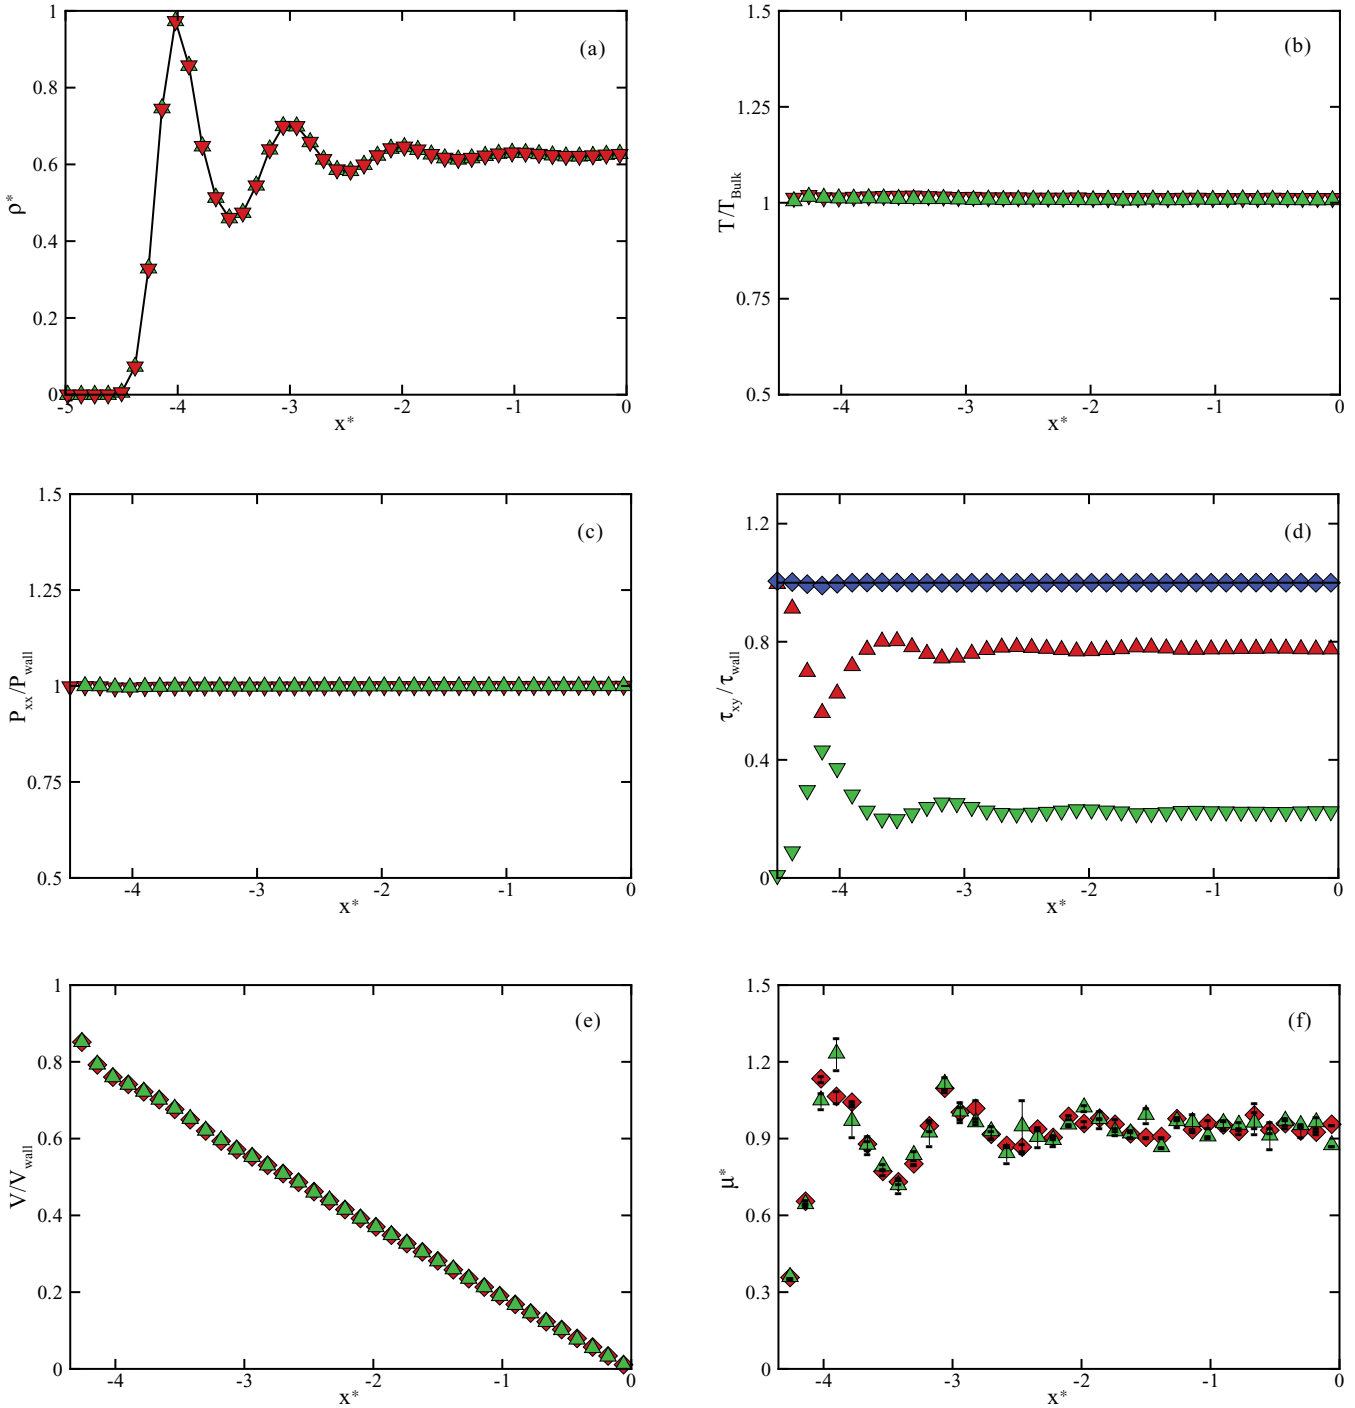 (a)
1
0.8
0.6
0.4
0.2
0
ρ*
-5 -4 -3 -2 -1 0
x*
(b)
1.5
1.25
1
0.75
0.5
T/T_Bulk
-4 -3 -2 -1 0
x*
(c)
1.5
1.25
1
0.75
0.5
P_xx/P_wall
-4 -3 -2 -1 0
x*
(d)
1.2
0.8
0.4
0
τ_xy/τ_wall
-4 -3 -2 -1 0
x*
(e)
1
0.8
0.6
0.4
0.2
0
V/V_wall
-4 -3 -2 -1 0
x*
(f)
1.5
1.2
0.9
0.6
0.3
0
μ*
-4 -3 -2 -1 0
x*